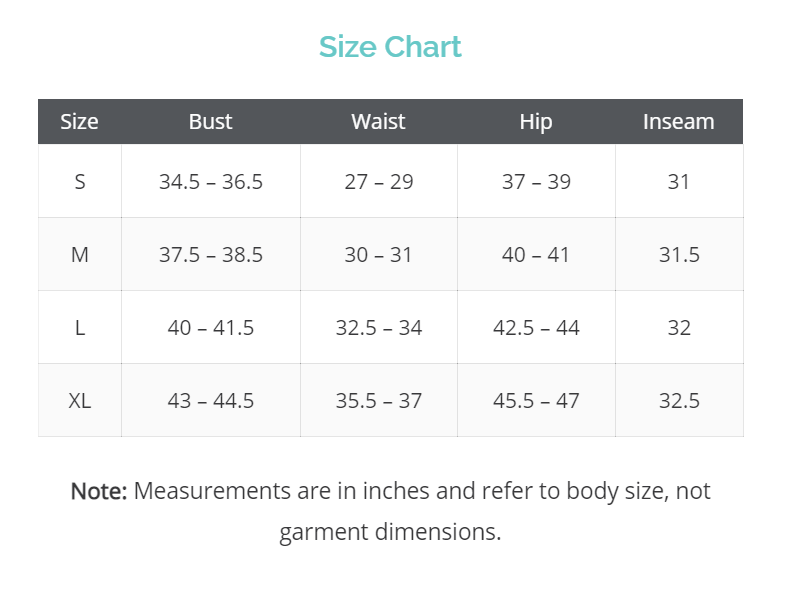 Size Chart
Size Bust Waist Hip Inseam
S 34.5 – 36.5 27 – 29 37 – 39 31
M 37.5 – 38.5 30 – 31 40 – 41 31.5
L 40 – 41.5 32.5 – 34 42.5 – 44 32
XL 43 – 44.5 35.5 – 37 45.5 – 47 32.5
Note: Measurements are in inches and refer to body size, not
garment dimensions.